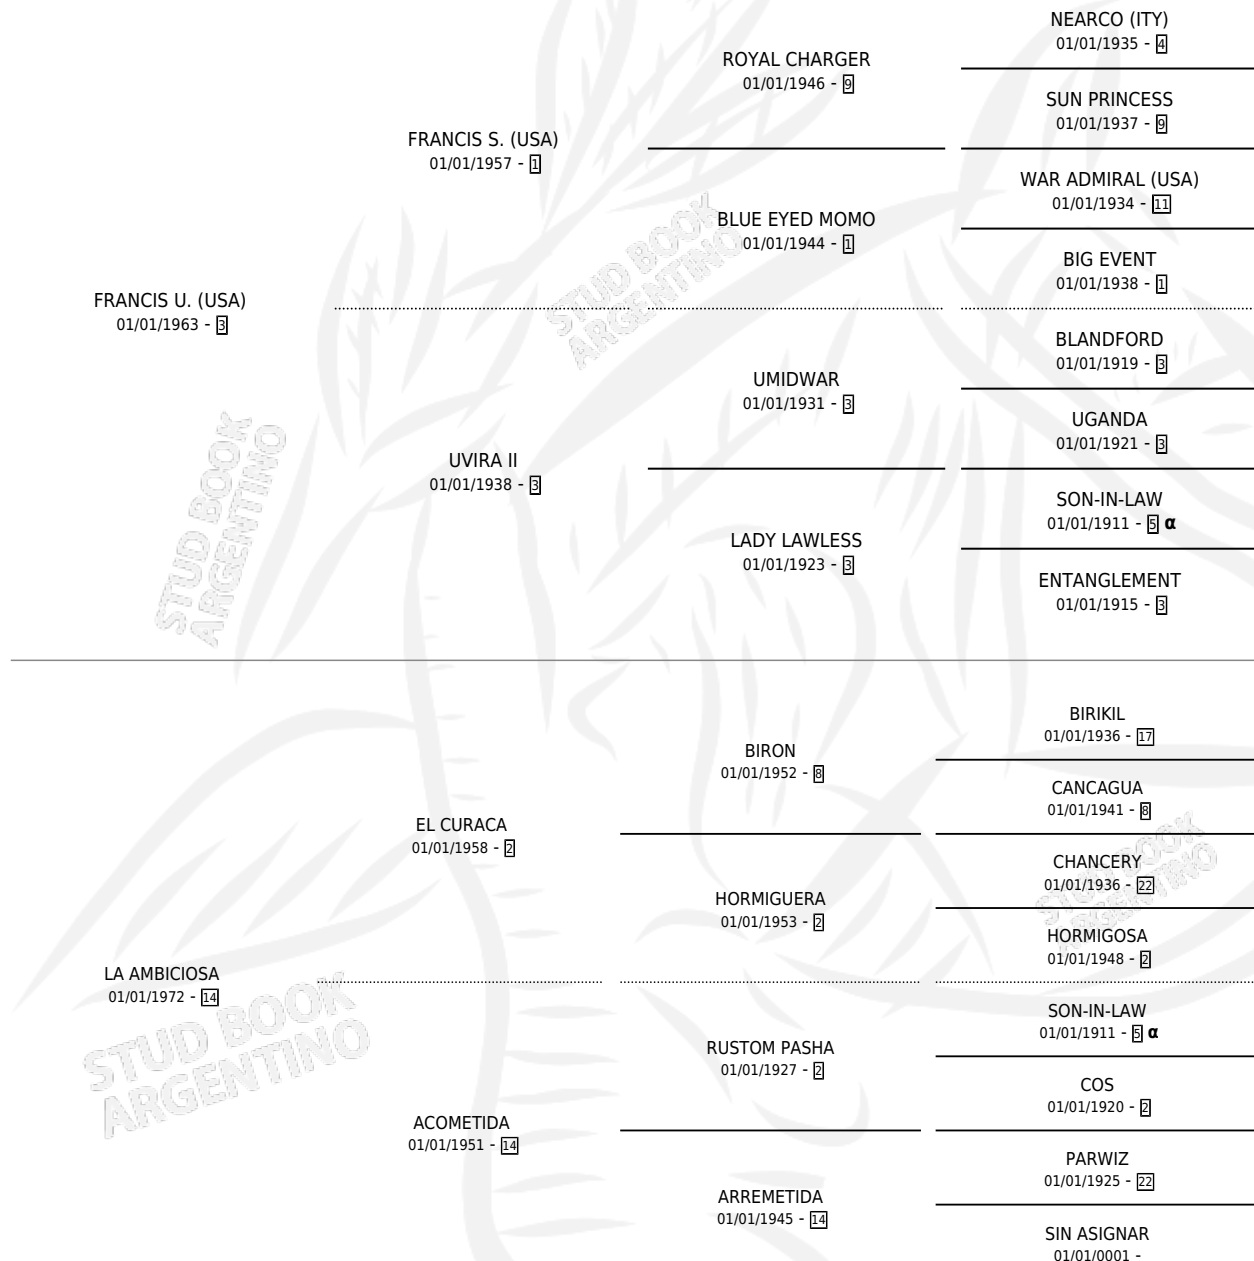 NEARCO (ITY)
01/01/1935 - 4
ROYAL CHARGER
01/01/1946 - 9
SUN PRINCESS
01/01/1937 - 9
FRANCIS S. (USA)
01/01/1957 - 1
WAR ADMIRAL (USA)
01/01/1934 - 11
BLUE EYED MOMO
01/01/1944 - 1
BIG EVENT
01/01/1938 - 1
STUD BOOK
ARGENTINO
FRANCIS U. (USA)
01/01/1963 - 3
BLANDFORD
01/01/1919 - 3
UMIDWAR
01/01/1931 - 3
UGANDA
01/01/1921 - 3
UVIRA II
01/01/1938 - 3
SON-IN-LAW
01/01/1911 - 5 α
LADY LAWLESS
01/01/1923 - 3
ENTANGLEMENT
01/01/1915 - 3
STUD BOOK
ARGENTINO
BIRIKIL
01/01/1936 - 17
BIRON
01/01/1952 - 8
CANCAGUA
01/01/1941 - 8
EL CURACA
01/01/1958 - 2
CHANCERY
01/01/1936 - 22
STUD BOOK
ARGENTINO
HORMIGUERA
01/01/1953 - 2
HORMIGOSA
01/01/1948 - 2
LA AMBICIOSA
01/01/1972 - 14
STUD BOOK
ARGENTINO
SON-IN-LAW
01/01/1911 - 5 α
RUSTOM PASHA
01/01/1927 - 2
COS
01/01/1920 - 2
ACOMETIDA
01/01/1951 - 14
PARWIZ
01/01/1925 - 22
ARREMETIDA
01/01/1945 - 14
SIN ASIGNAR
01/01/0001 -